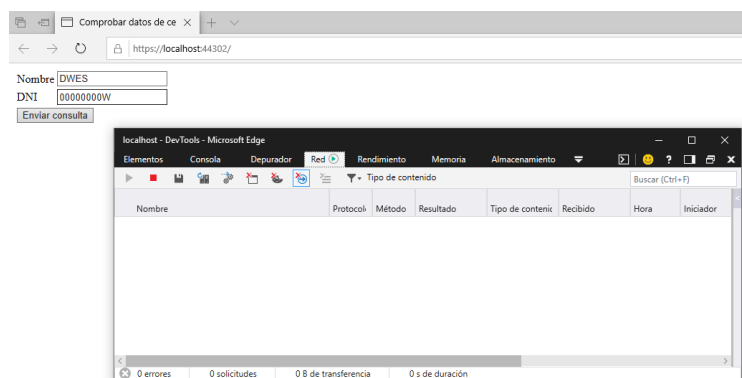 Comprobar datos de ce
https://localhost:44302/
Nombre DWES
DNI 00000000W
Enviar consulta
localhost - DevTools - Microsoft Edge
Elementos Consola Depurador Red Rendimiento Memoria Almacenamiento
Tipo de contenido Buscar (Ctrl+F)
Nombre Protocolo Método Resultado Tipo de contenic Recibido Hora Iniciador
0 errores 0 solicitudes 0 B de transferencia 0 s de duración